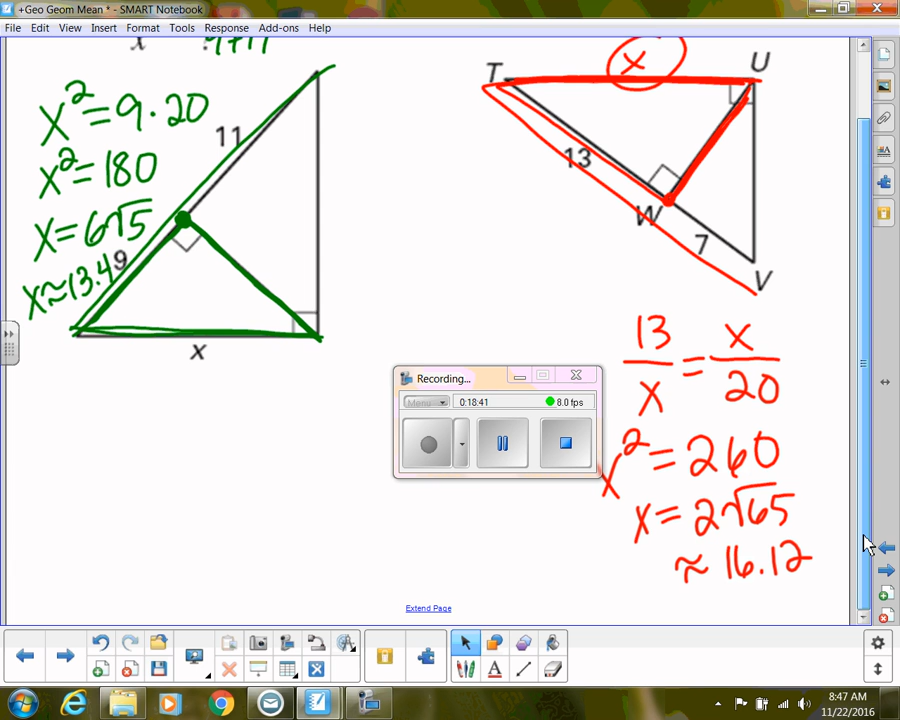 +Geo Geom Mean * - SMART Notebook
File Edit View Insert Format Tools Response Add-ons Help
x² = 9·20
x² = 180
x = 6√5
x ≈ 13.4
11
9
x
T
x
U
13
W
7
V
13/x = x/20
x² = 260
x = 2√65
≈ 16.12
Recording...
Menu
0:18:41
8.0 fps
Extend Page
8:47 AM
11/22/2016